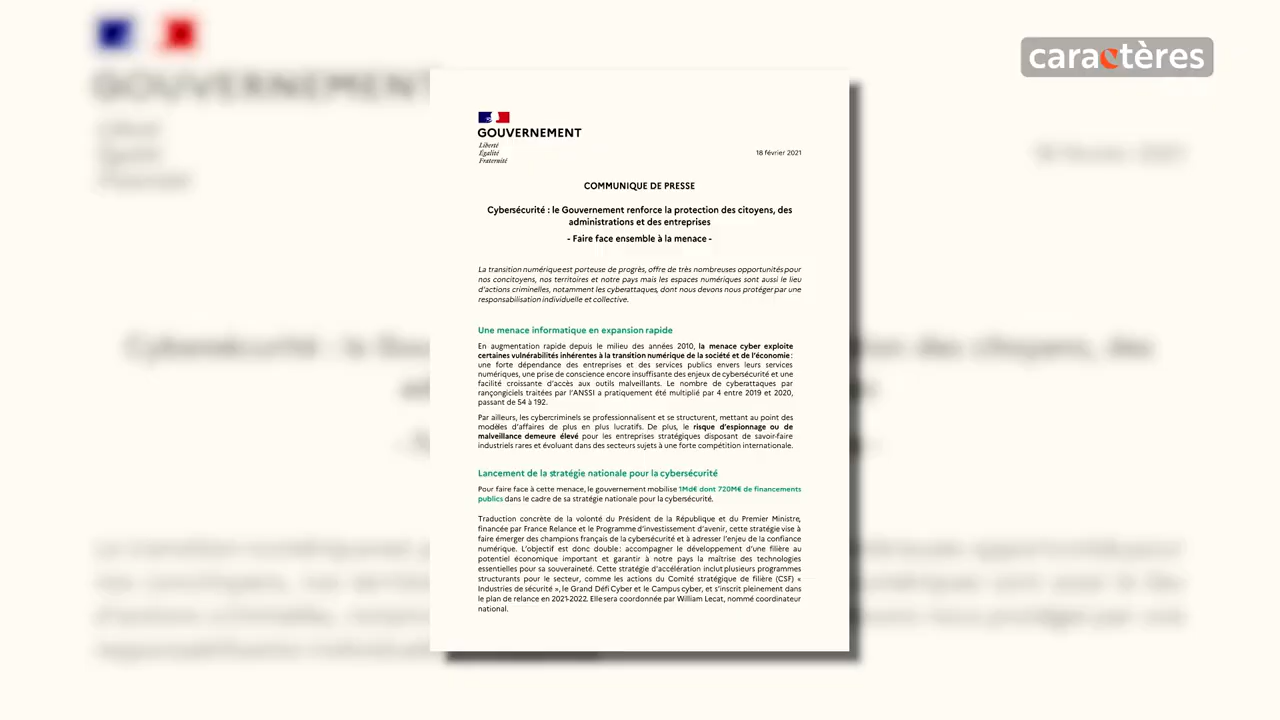 caractères
GOUVERNEMENT
Liberté
Égalité
Fraternité
18 février 2021
COMMUNIQUE DE PRESSE
Cybersécurité : le Gouvernement renforce la protection des citoyens, des
administrations et des entreprises
- Faire face ensemble à la menace -
La transition numérique est porteuse de progrès, offre de très nombreuses opportunités pour
nos concitoyens, nos territoires et notre pays mais les espaces numériques sont aussi le lieu
d'actions criminelles, notamment les cyberattaques, dont nous devons nous protéger par une
responsabilisation individuelle et collective.
Une menace informatique en expansion rapide
En augmentation rapide depuis le milieu des années 2010, la menace cyber exploite
certaines vulnérabilités inhérentes à la transition numérique de la société et de l'économie :
une forte dépendance des entreprises et des services publics envers leurs services
numériques, une prise de conscience encore insuffisante des enjeux de cybersécurité et une
facilité croissante d'accès aux outils malveillants. Le nombre de cyberattaques par
rançongiciels traitées par l'ANSSI a pratiquement été multiplié par 4 entre 2019 et 2020,
passant de 54 à 192.
Par ailleurs, les cybercriminels se professionnalisent et se structurent, mettant au point des
modèles d'affaires de plus en plus lucratifs. De plus, le risque d'espionnage ou de
malveillance demeure élevé pour les entreprises stratégiques disposant de savoir-faire
industriels rares et évoluant dans des secteurs sujets à une forte compétition internationale.
Lancement de la stratégie nationale pour la cybersécurité
Pour faire face à cette menace, le gouvernement mobilise 1Md€ dont 720M€ de financements
publics dans le cadre de sa stratégie nationale pour la cybersécurité.
Traduction concrète de la volonté du Président de la République et du Premier Ministre,
financée par France Relance et le Programme d'investissement d'avenir, cette stratégie vise à
faire émerger des champions français de la cybersécurité et à adresser l'enjeu de la confiance
numérique. L'objectif est donc double : accompagner le développement d'une filière au
potentiel économique important et garantir à notre pays la maîtrise des technologies
essentielles pour sa souveraineté. Cette stratégie d'accélération inclut plusieurs programmes
structurants pour le secteur, comme les actions du Comité stratégique de filière (CSF) «
Industries de sécurité », le Grand Défi Cyber et le Campus cyber, et s'inscrit pleinement dans
le plan de relance en 2021-2022. Elle sera coordonnée par William Lecat, nommé coordinateur
national.